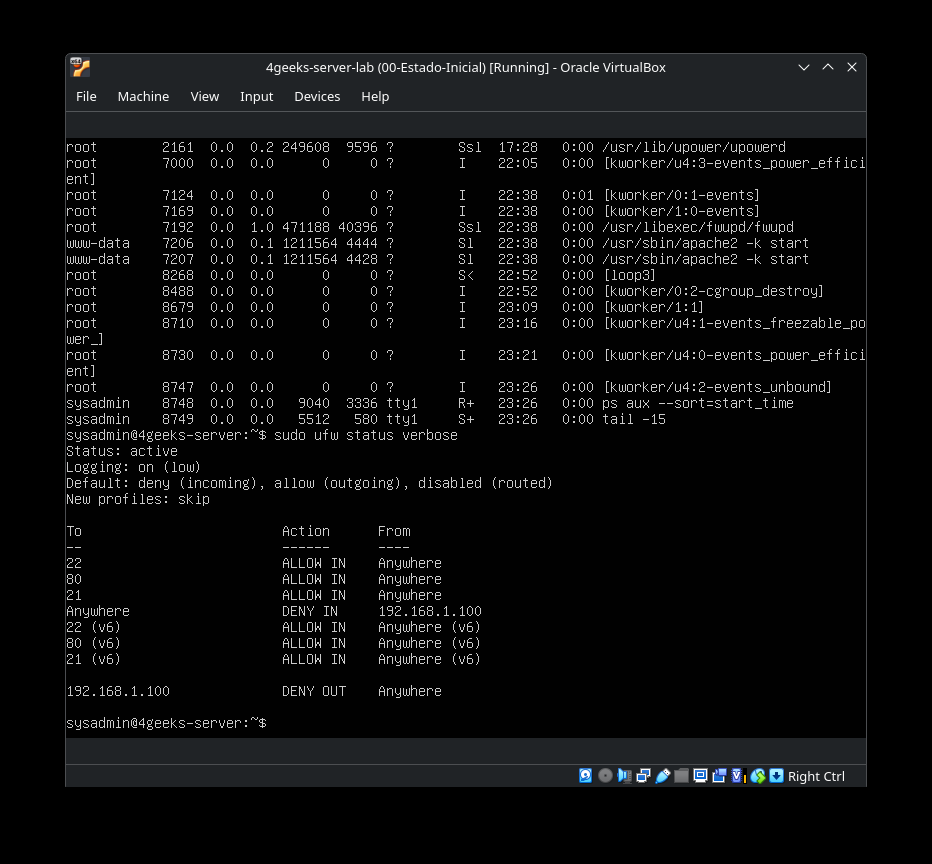 4geeks-server-lab (00-Estado-Inicial) [Running] - Oracle VirtualBox
File Machine View Input Devices Help
root 2161 0.0 0.2 249608 9596 ? Ssl 17:28 0:00 /usr/lib/upower/upowerd
root 7000 0.0 0.0 0 0 ? I 22:05 0:00 [kworker/u4:3-events_power_effici
ent]
root 7124 0.0 0.0 0 0 ? I 22:38 0:01 [kworker/0:1-events]
root 7169 0.0 0.0 0 0 ? I 22:38 0:00 [kworker/1:0-events]
root 7192 0.0 1.0 471188 40396 ? Ssl 22:38 0:00 /usr/libexec/fwupd/fwupd
www-data 7206 0.0 0.1 1211564 4444 ? Sl 22:38 0:00 /usr/sbin/apache2 -k start
www-data 7207 0.0 0.1 1211564 4428 ? Sl 22:38 0:00 /usr/sbin/apache2 -k start
root 8268 0.0 0.0 0 0 ? S< 22:52 0:00 [loop3]
root 8488 0.0 0.0 0 0 ? I 22:52 0:00 [kworker/0:2-cgroup_destroy]
root 8679 0.0 0.0 0 0 ? I 23:09 0:00 [kworker/1:1]
root 8710 0.0 0.0 0 0 ? I 23:16 0:00 [kworker/u4:1-events_freezable_po
wer_]
root 8730 0.0 0.0 0 0 ? I 23:21 0:00 [kworker/u4:0-events_power_effici
ent]
root 8747 0.0 0.0 0 0 ? I 23:26 0:00 [kworker/u4:2-events_unbound]
sysadmin 8748 0.0 0.0 9040 3336 tty1 R+ 23:26 0:00 ps aux --sort=start_time
sysadmin 8749 0.0 0.0 5512 580 tty1 S+ 23:26 0:00 tail -15
sysadmin@4geeks-server:~$ sudo ufw status verbose
Status: active
Logging: on (low)
Default: deny (incoming), allow (outgoing), disabled (routed)
New profiles: skip
To Action From
-- ------ ----
22 ALLOW IN Anywhere
80 ALLOW IN Anywhere
21 ALLOW IN Anywhere
Anywhere DENY IN 192.168.1.100
22 (v6) ALLOW IN Anywhere (v6)
80 (v6) ALLOW IN Anywhere (v6)
21 (v6) ALLOW IN Anywhere (v6)
192.168.1.100 DENY OUT Anywhere
sysadmin@4geeks-server:~$
Right Ctrl